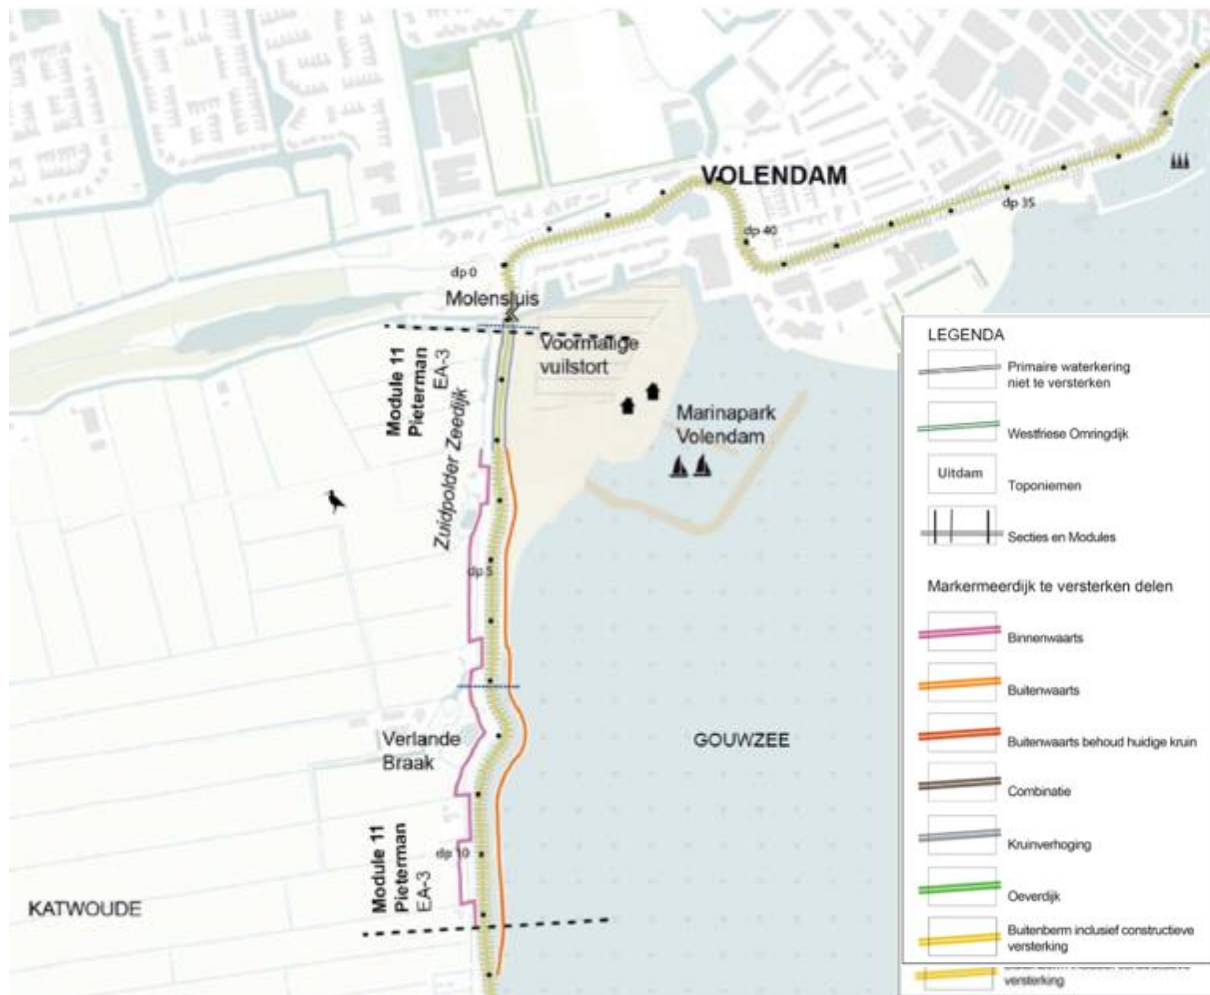 VOLENDAM
dp 35
dp 40
dp 0
Molensluis
Voormalige
vuilstort
Module 11
Pieterman
EA-3
Zuidpolder Zeedijk
Marinapark
Volendam
dp 5
Verlande
Braak
GOUWZEE
Module 11
Pieterman
EA-3
dp 10
KATWOUDE
LEGENDA
Primaire waterkering
niet te versterken
Westfriese Omringdijk
Uitdam
Toponiemen
Secties en Modules
Markermeerdijk te versterken delen
Binnenwaarts
Buitenwaarts
Buitenwaarts behoud huidige kruin
Combinatie
Kruinverhoging
Oeverdijk
Buitenberm inclusief constructieve
versterking
versterking